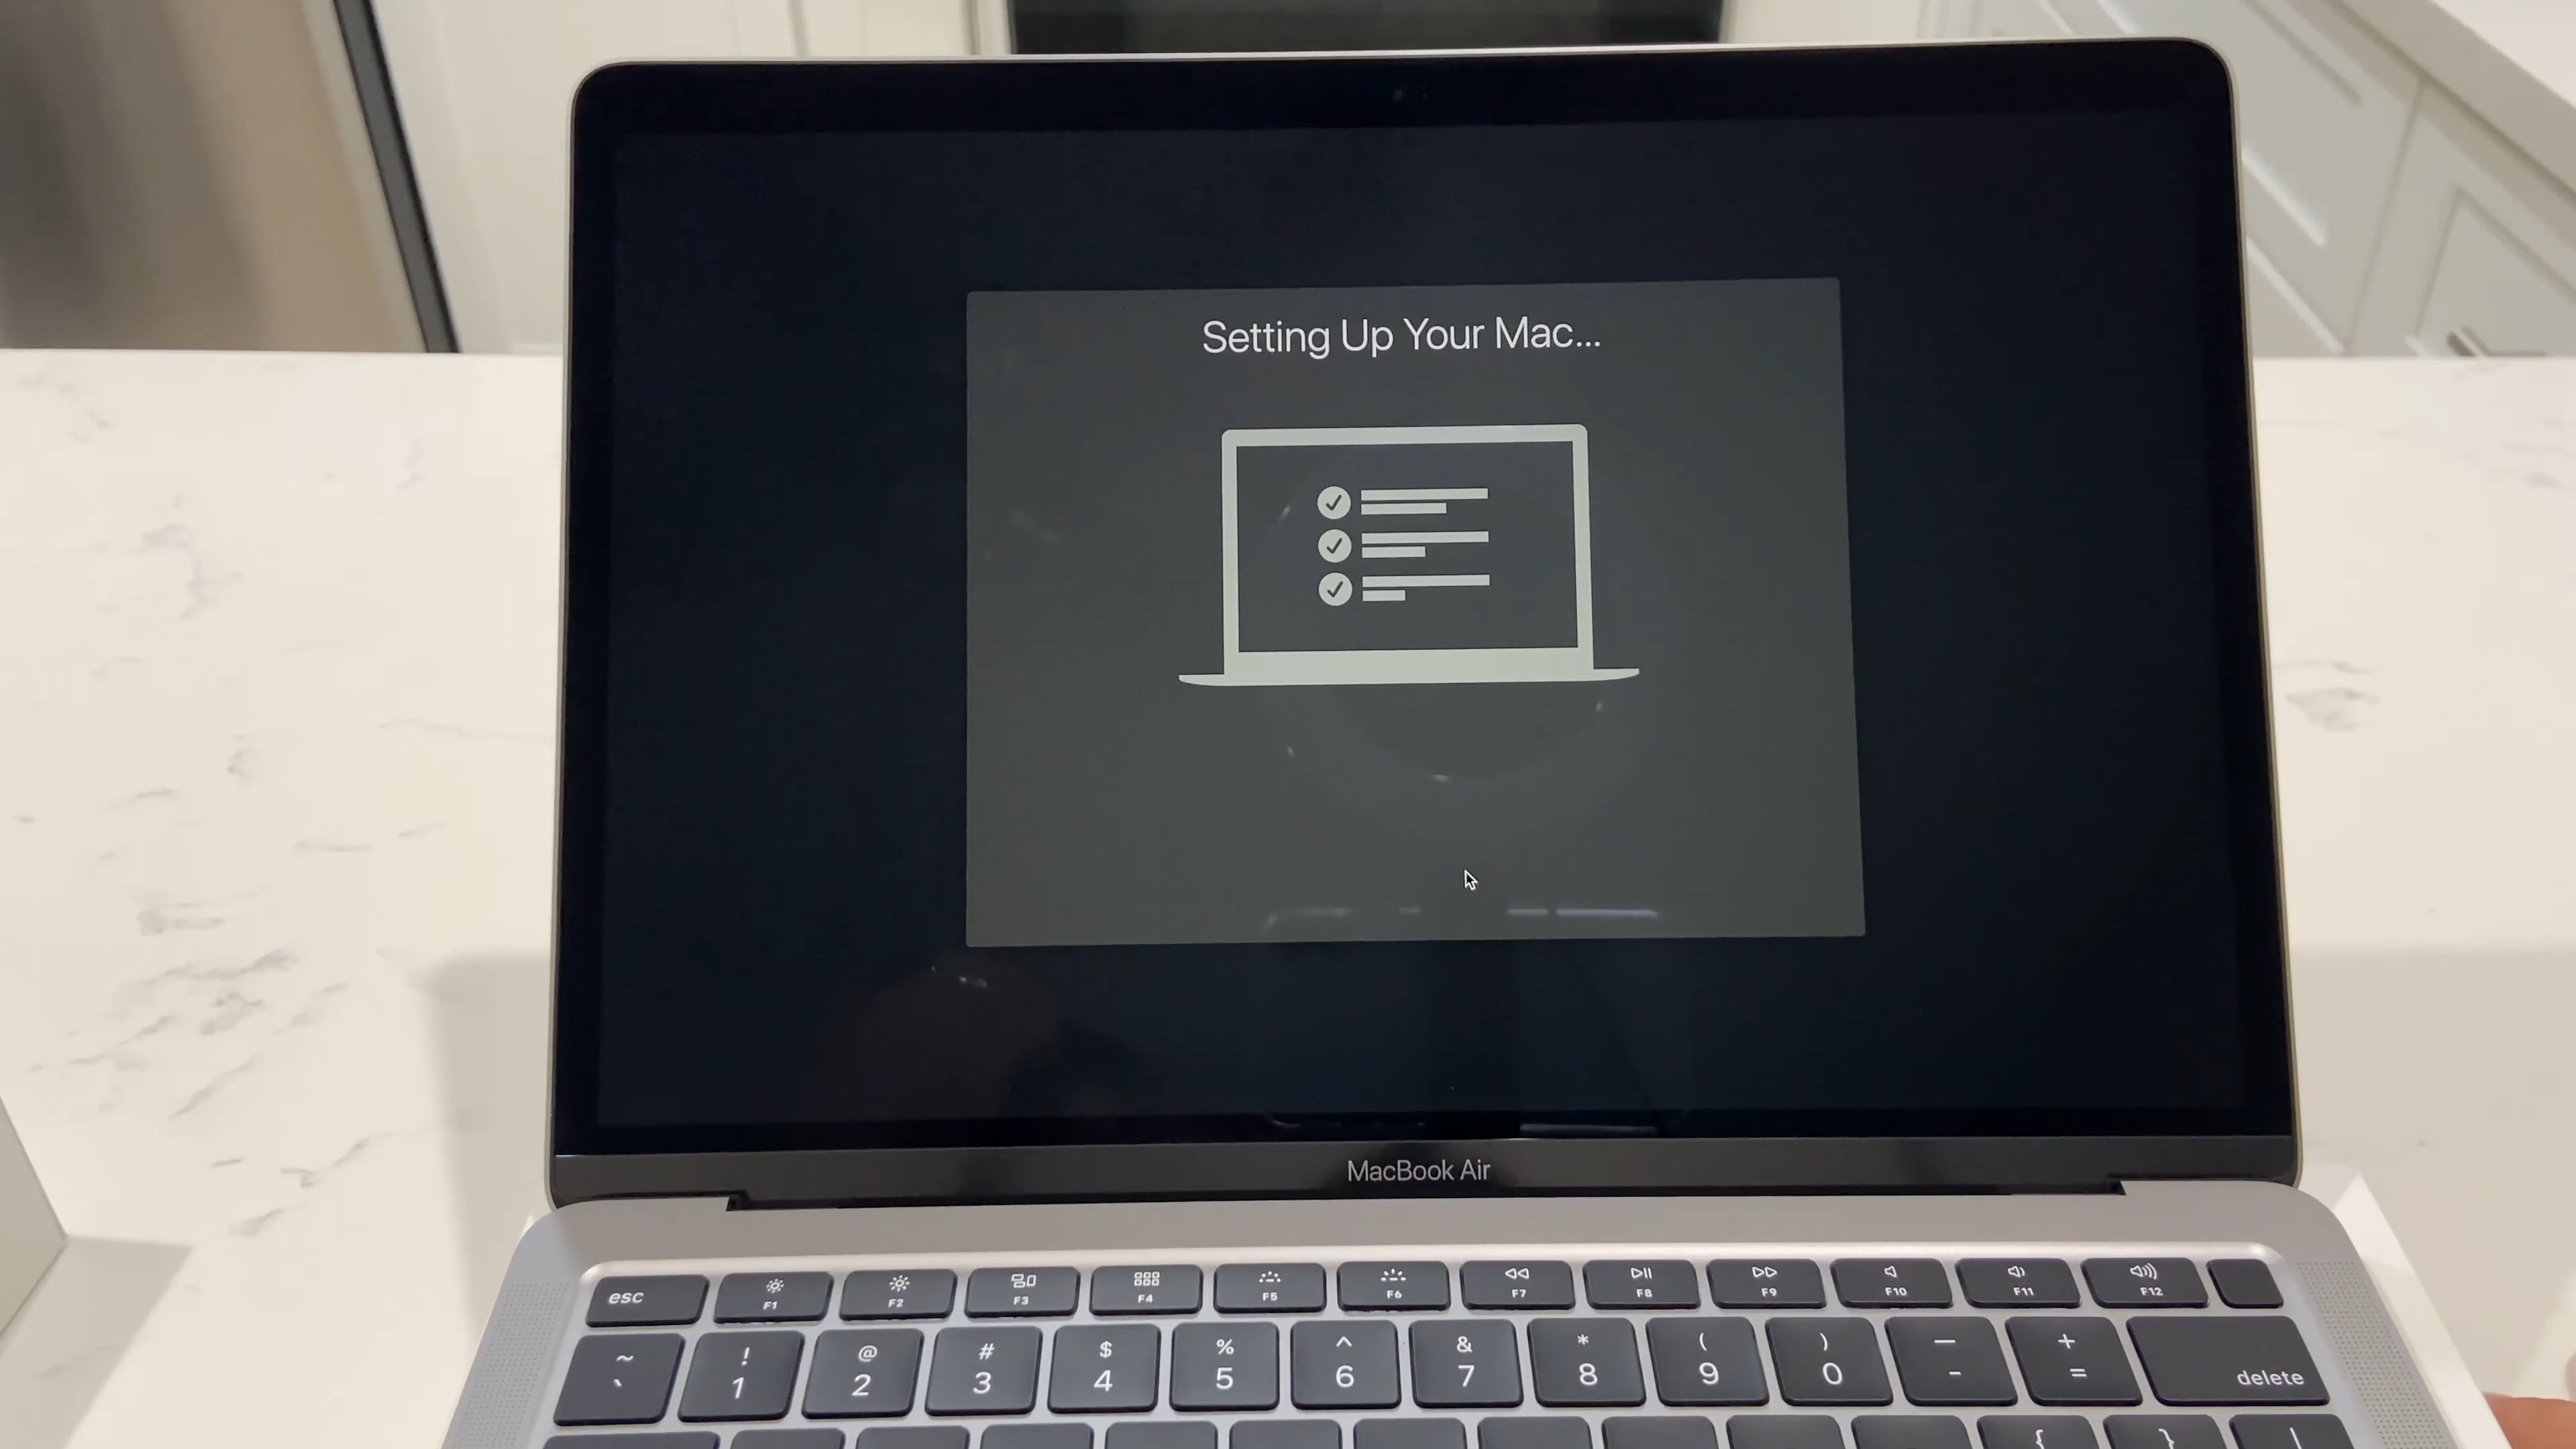 Setting Up Your Mac...
MacBook Air
esc F1 F2 F3 F4 F5 F6 F7 F8 F9 F10 F11 F12
~ ! @ # $ % ^ & * ( ) — +
` 1 2 3 4 5 6 7 8 9 0 - = delete
{ } |